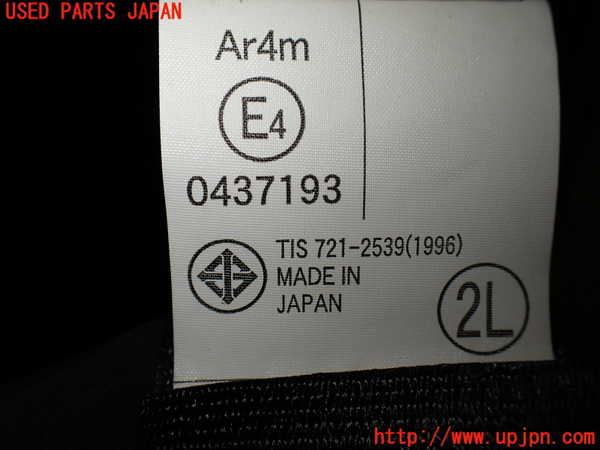 USED PARTS JAPAN
Ar4m
E4
0437193
TIS 721-2539(1996)
MADE IN
JAPAN
2L
http://www.upjpn.com